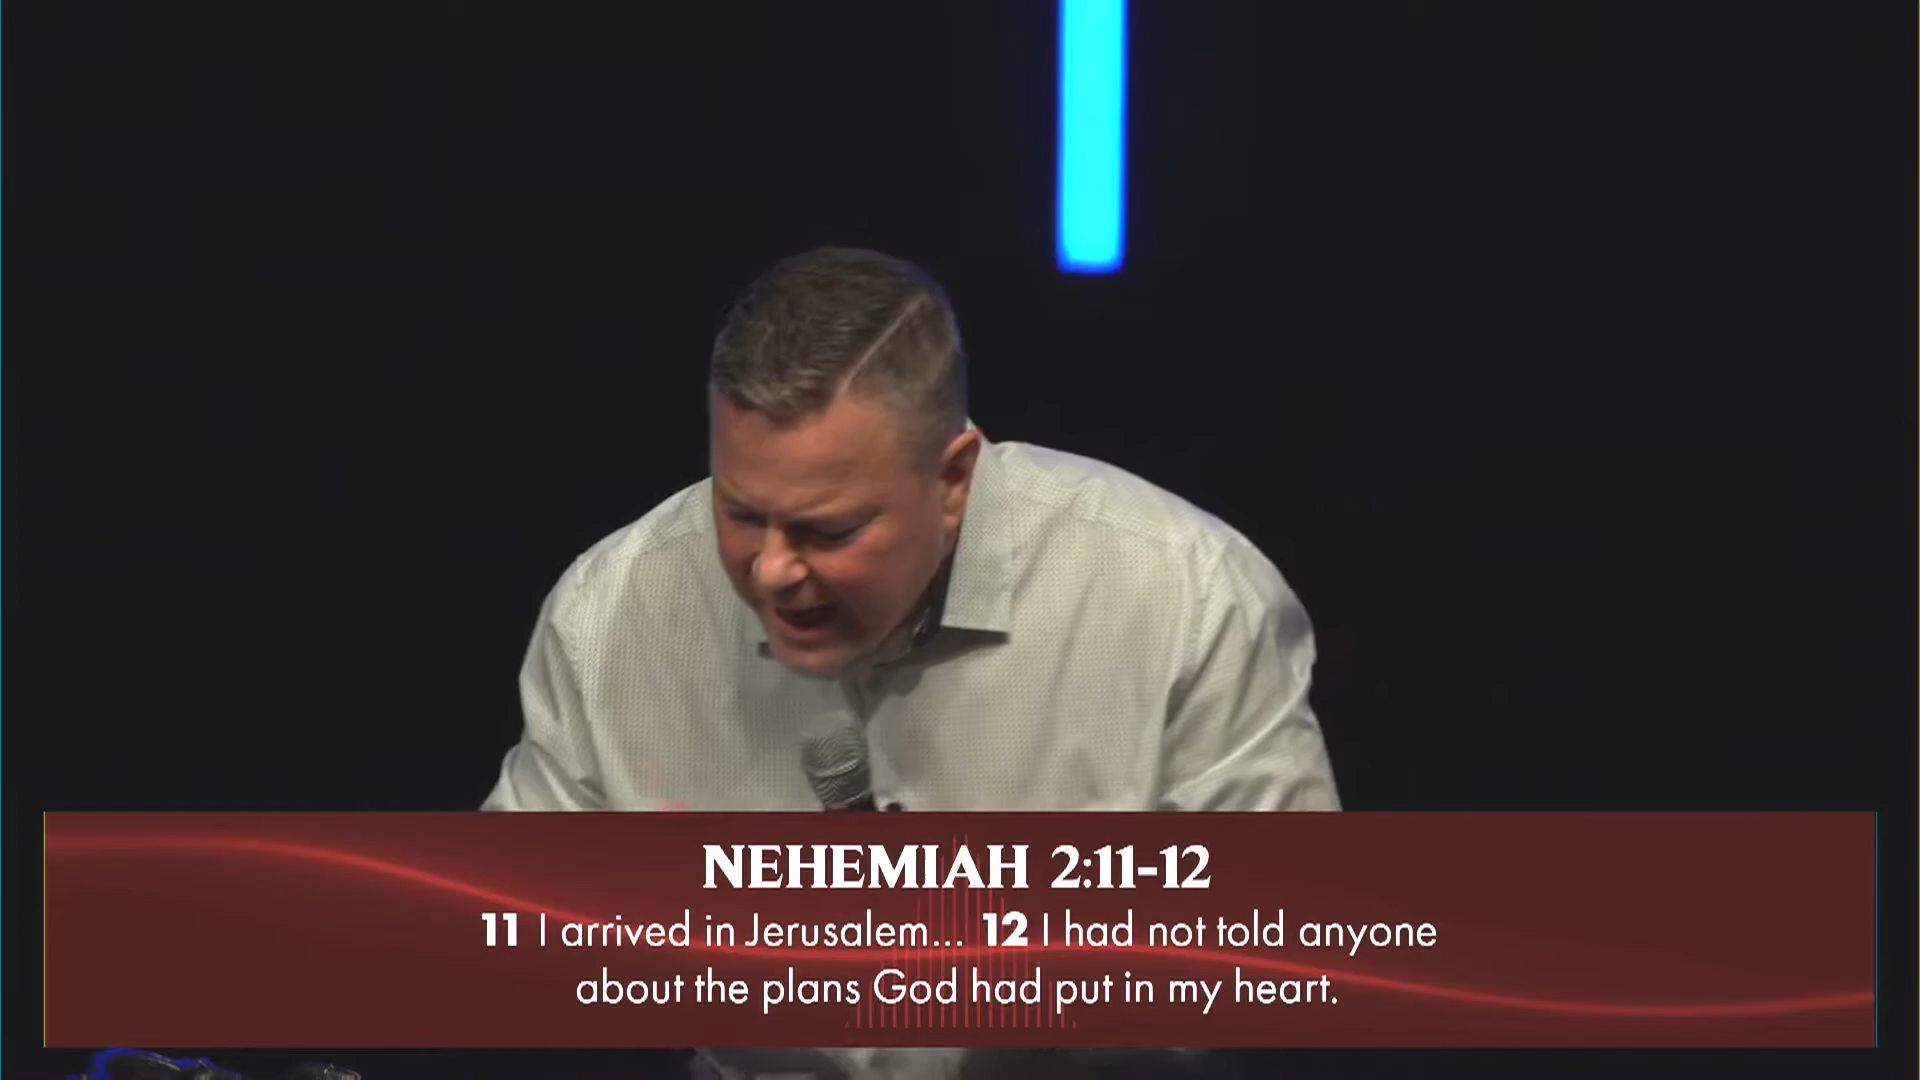 NEHEMIAH 2:11-12
11 I arrived in Jerusalem... 12 I had not told anyone
about the plans God had put in my heart.